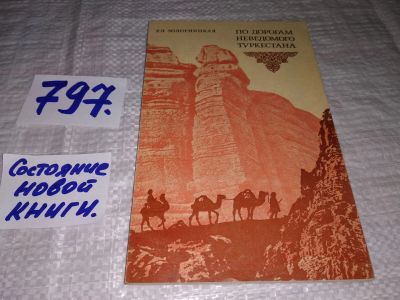 797.
Состояние
новой
книги.
ПО ДОРОГАМ
НЕВЕДОМОГО
ТУРКЕСТАНА